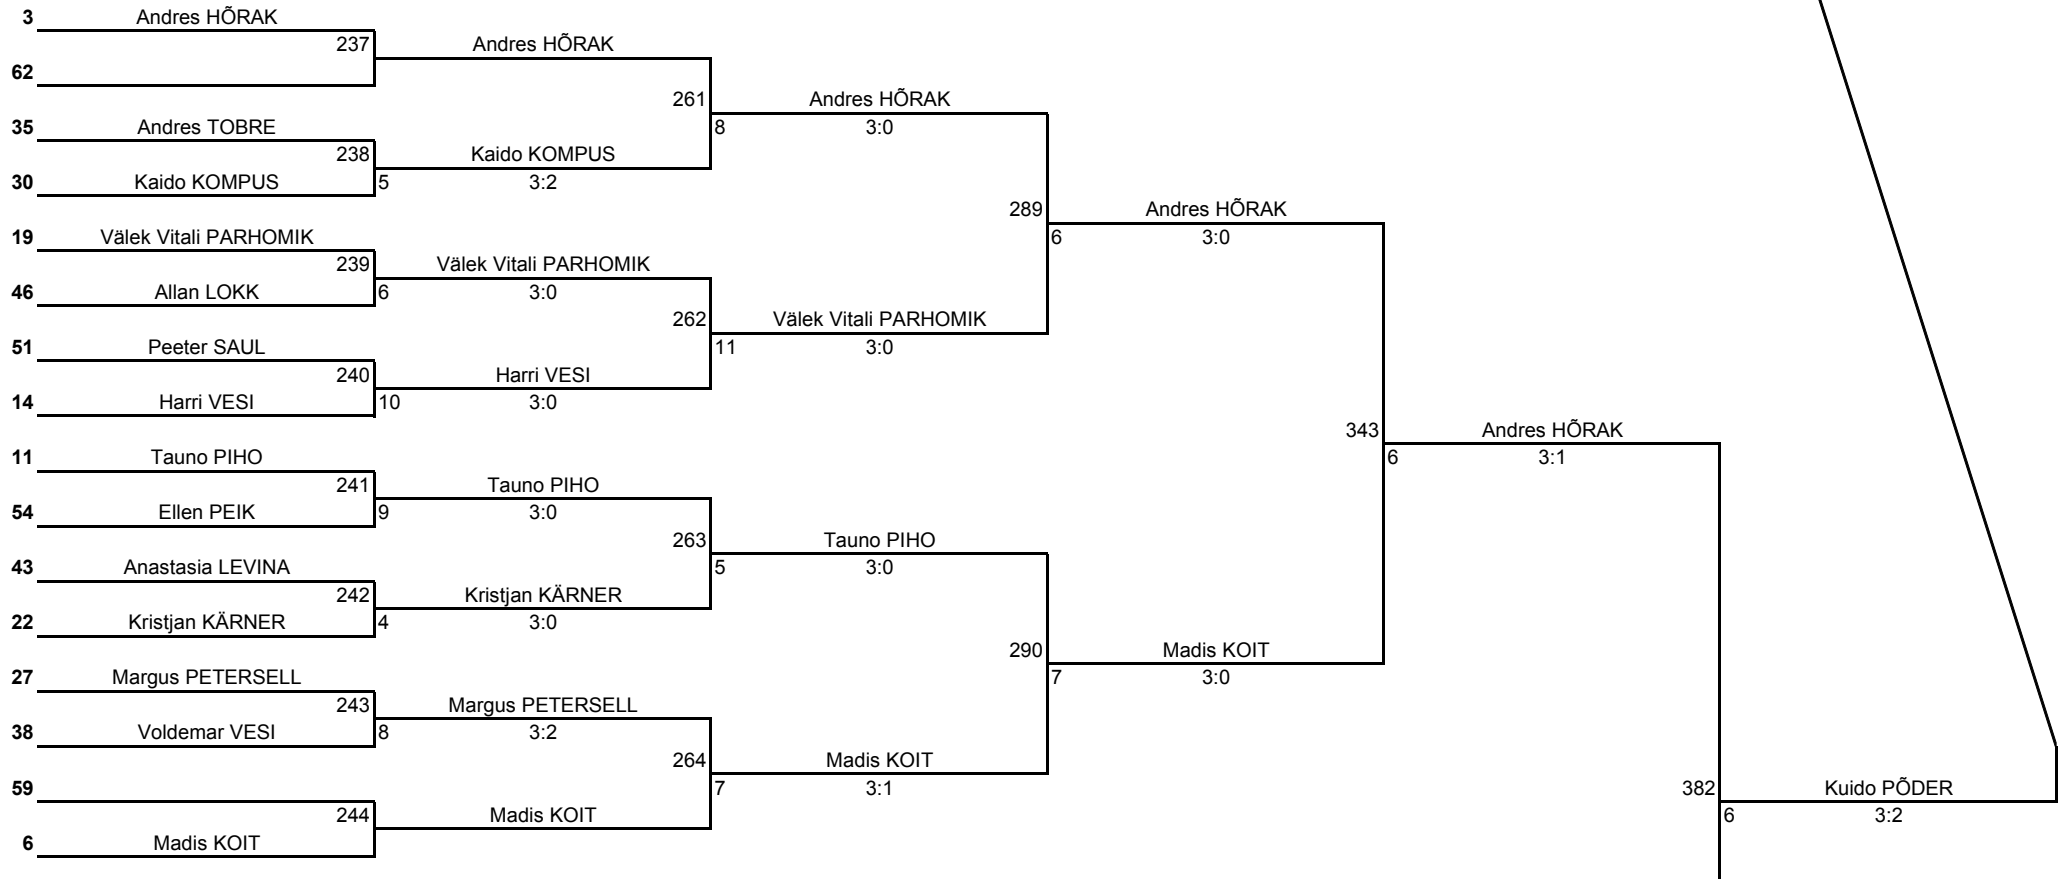 3 Andres HÕRAK
237 Andres HÕRAK
62
261 Andres HÕRAK
35 Andres TOBRE 8 3:0
238 Kaido KOMPUS
30 Kaido KOMPUS 5 3:2
289 Andres HÕRAK
19 Välek Vitali PARHOMIK 6 3:0
239 Välek Vitali PARHOMIK
46 Allan LOKK 6 3:0
262 Välek Vitali PARHOMIK
51 Peeter SAUL 11 3:0
240 Harri VESI
14 Harri VESI 10 3:0
343 Andres HÕRAK
11 Tauno PIHO 6 3:1
241 Tauno PIHO
54 Ellen PEIK 9 3:0
263 Tauno PIHO
43 Anastasia LEVINA 5 3:0
242 Kristjan KÄRNER
22 Kristjan KÄRNER 4 3:0
290 Madis KOIT
27 Margus PETERSELL 7 3:0
243 Margus PETERSELL
38 Voldemar VESI 8 3:2
264 Madis KOIT
59 7 3:1 382 Kuido PÕDER
244 Madis KOIT 6 3:2
6 Madis KOIT